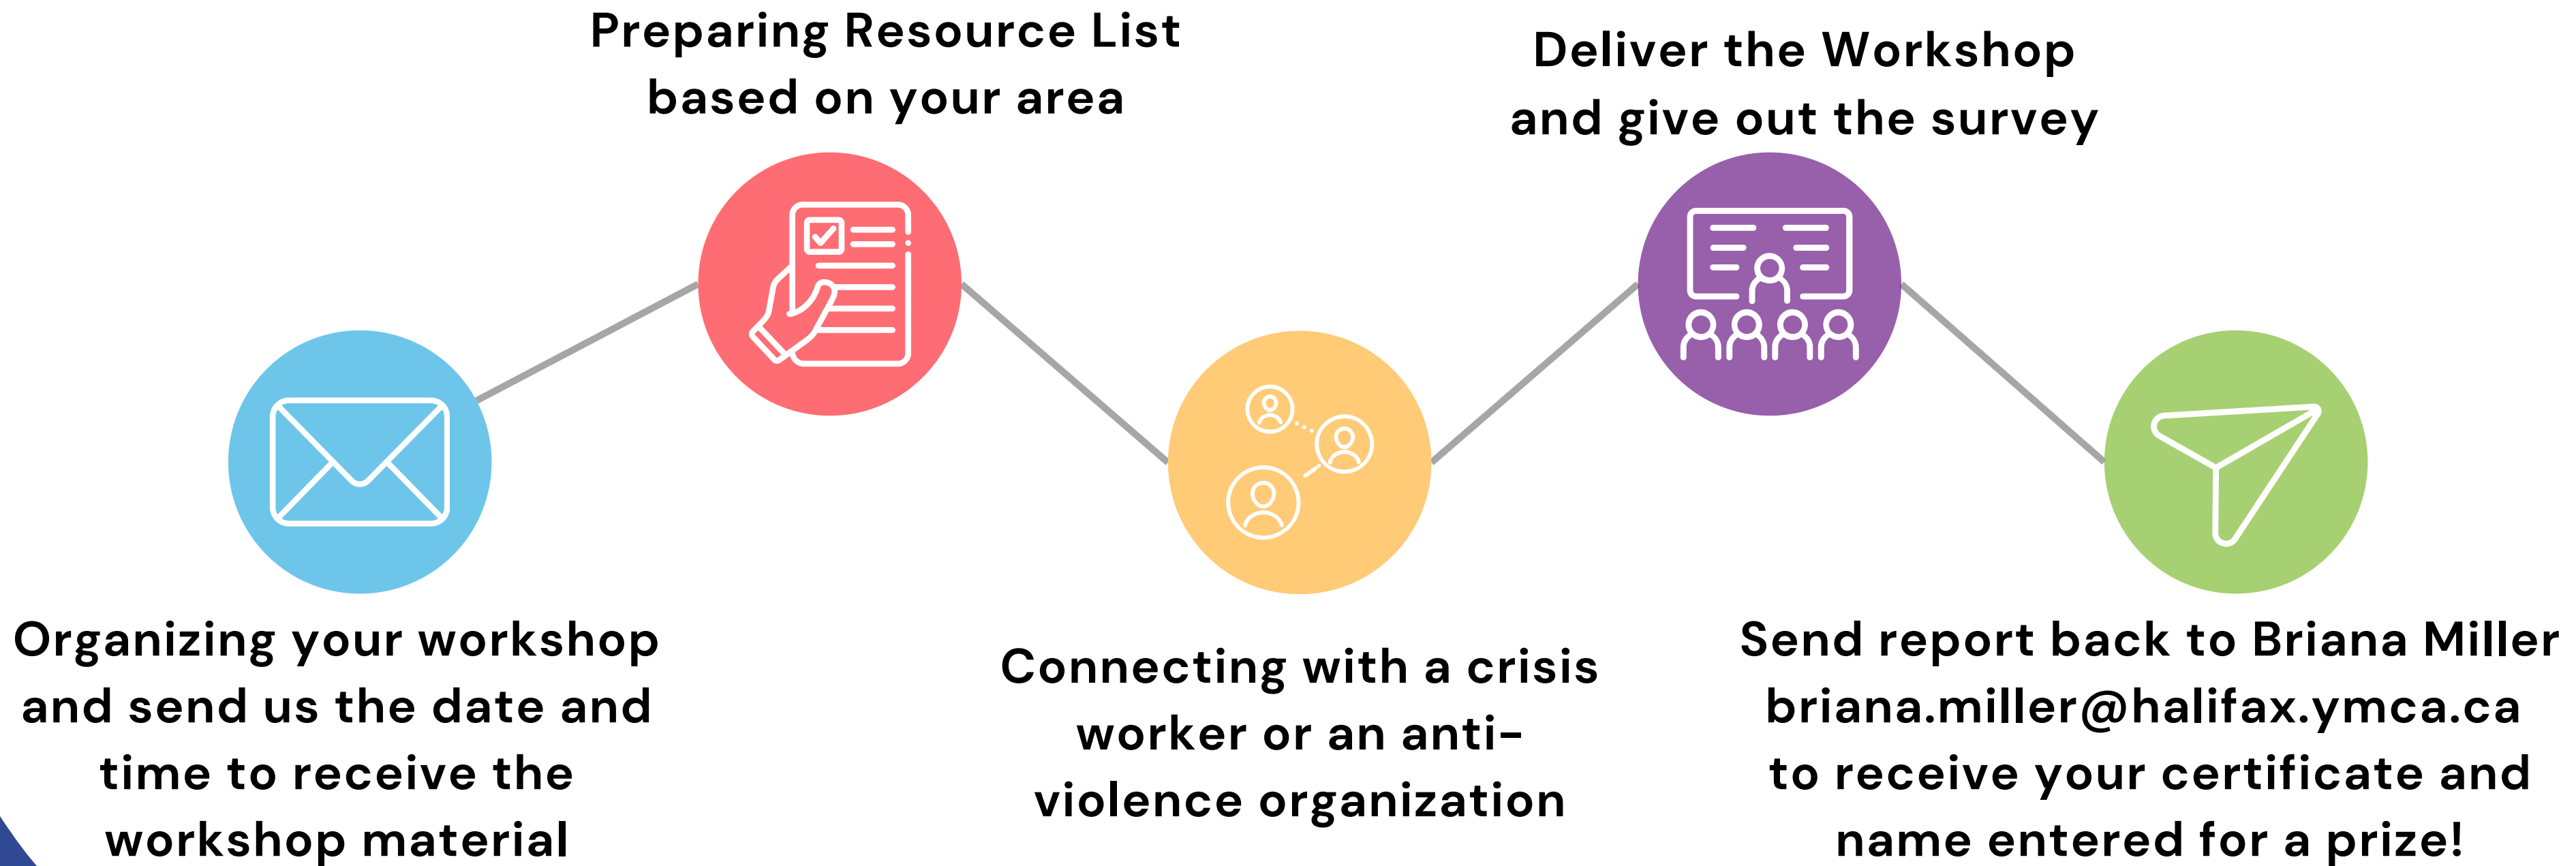 Preparing Resource List
based on your area
Deliver the Workshop
and give out the survey
Organizing your workshop
and send us the date and
time to receive the
workshop material
Connecting with a crisis
worker or an anti-
violence organization
Send report back to Briana Miller
briana.miller@halifax.ymca.ca
to receive your certificate and
name entered for a prize!